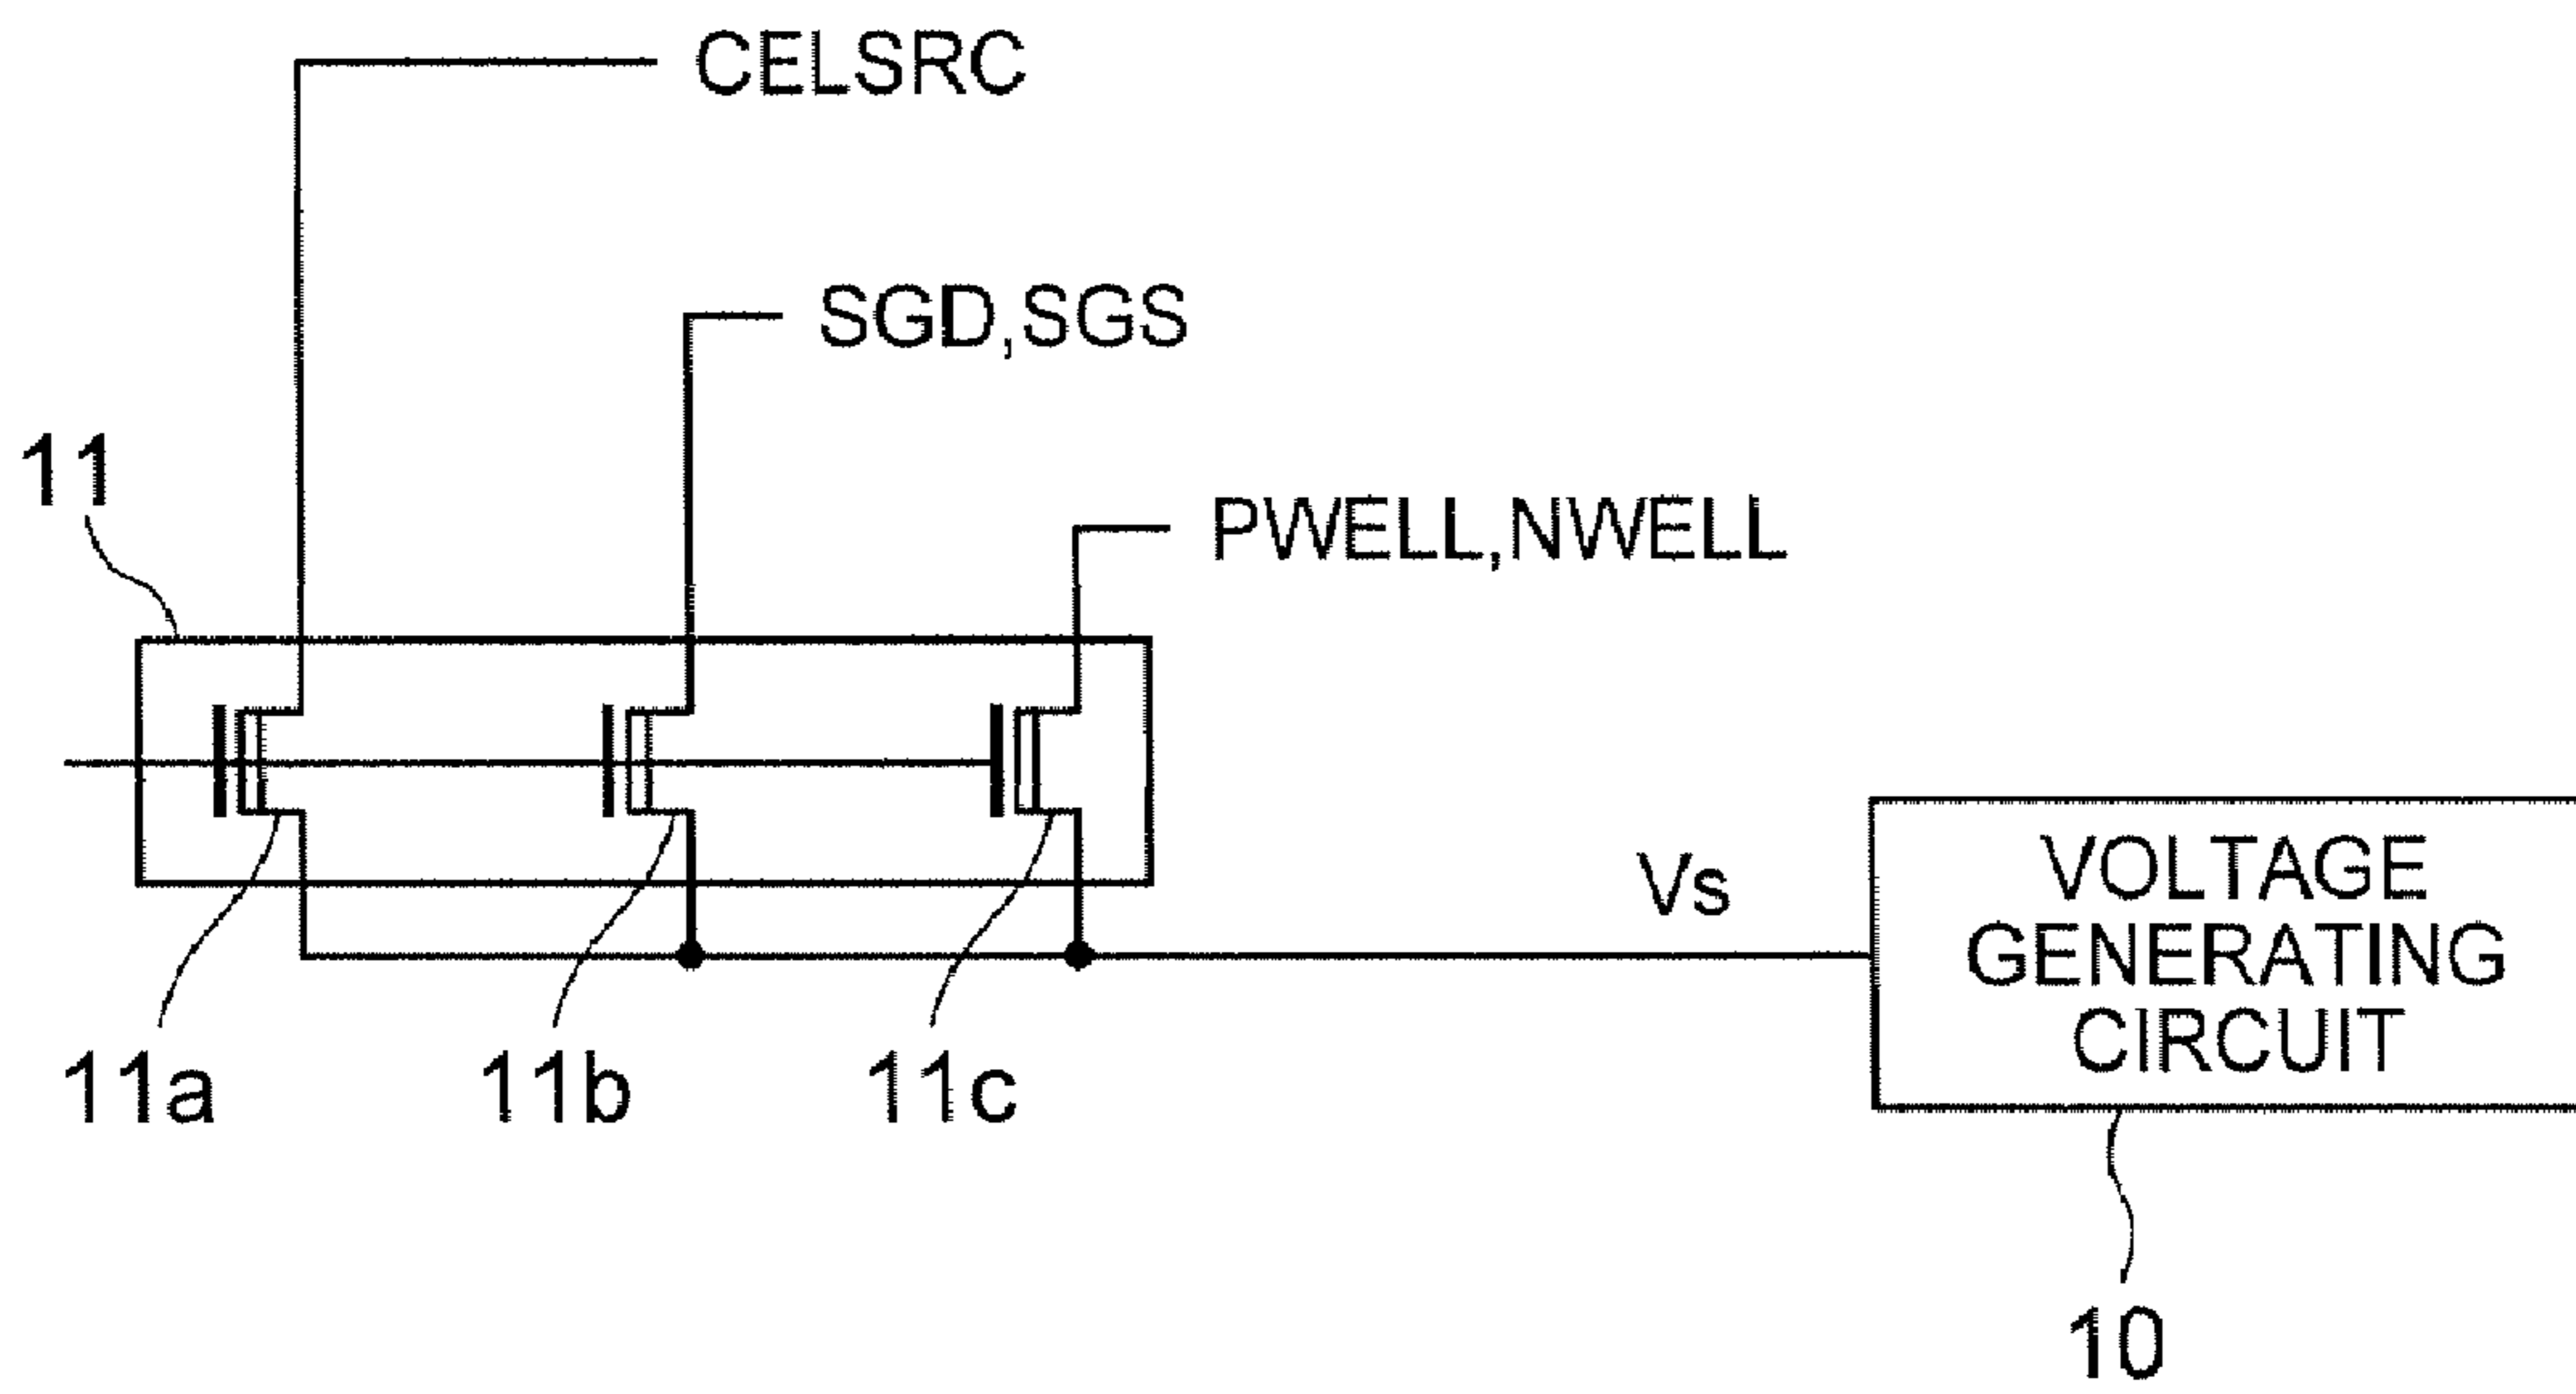 CELSRC
SGD,SGS
11
PWELL,NWELL
Vs
VOLTAGE
GENERATING
CIRCUIT
11a
11b
11c
10